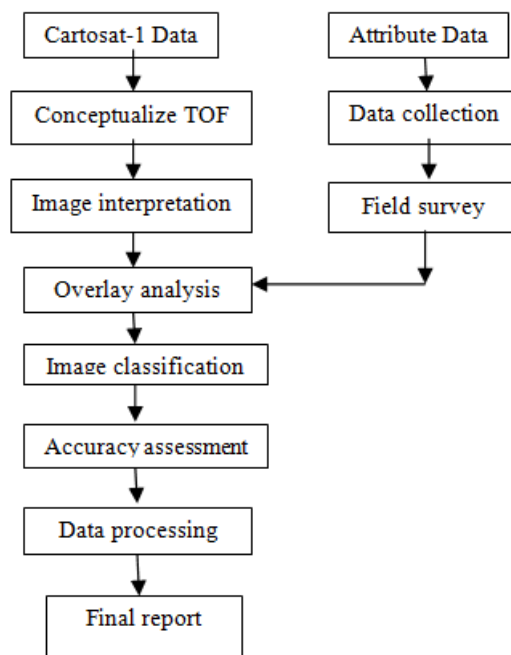 Cartosat-1 Data
Attribute Data
Conceptualize TOF
Data collection
Image interpretation
Field survey
Overlay analysis
Image classification
Accuracy assessment
Data processing
Final report